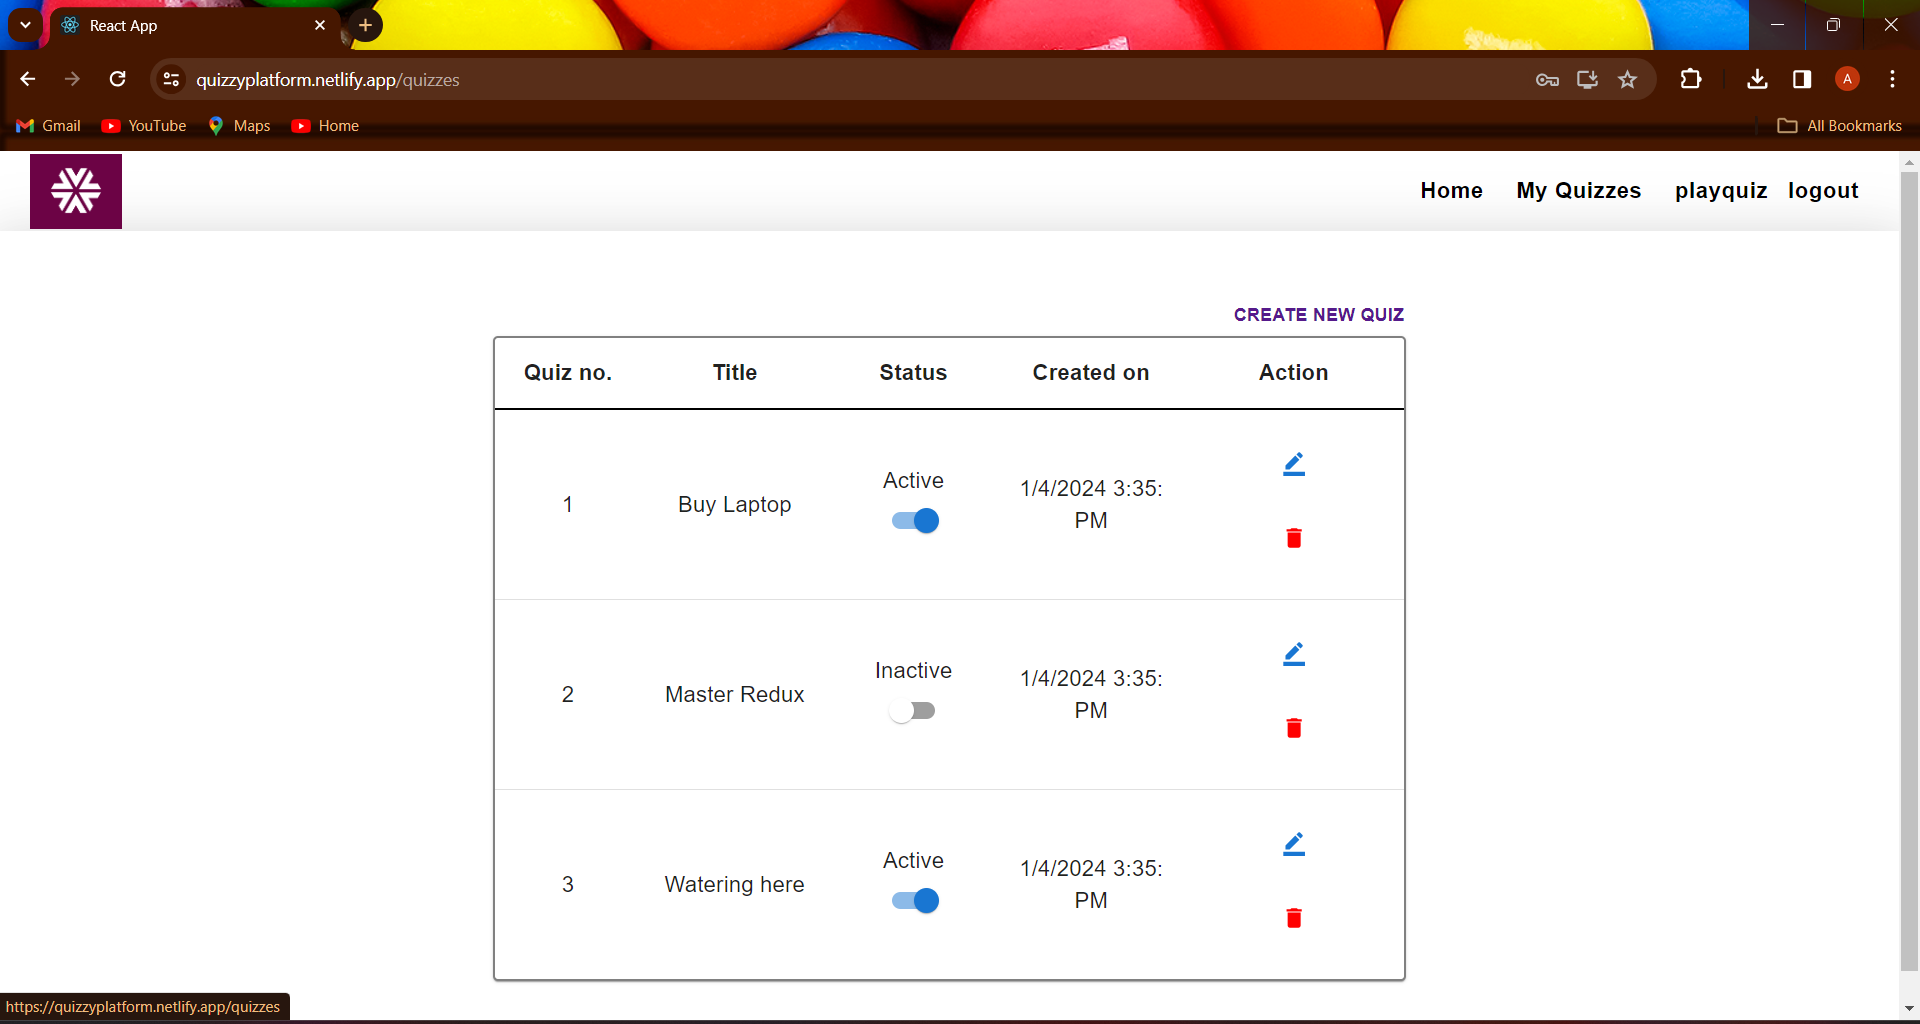 React App
quizzyplatform.netlify.app/quizzes
A
Gmail YouTube Maps Home All Bookmarks
Home My Quizzes playquiz logout
CREATE NEW QUIZ
Quiz no. Title Status Created on Action
1 Buy Laptop Active 1/4/2024 3:35:
PM
2 Master Redux Inactive 1/4/2024 3:35:
PM
3 Watering here Active 1/4/2024 3:35:
PM
https://quizzyplatform.netlify.app/quizzes